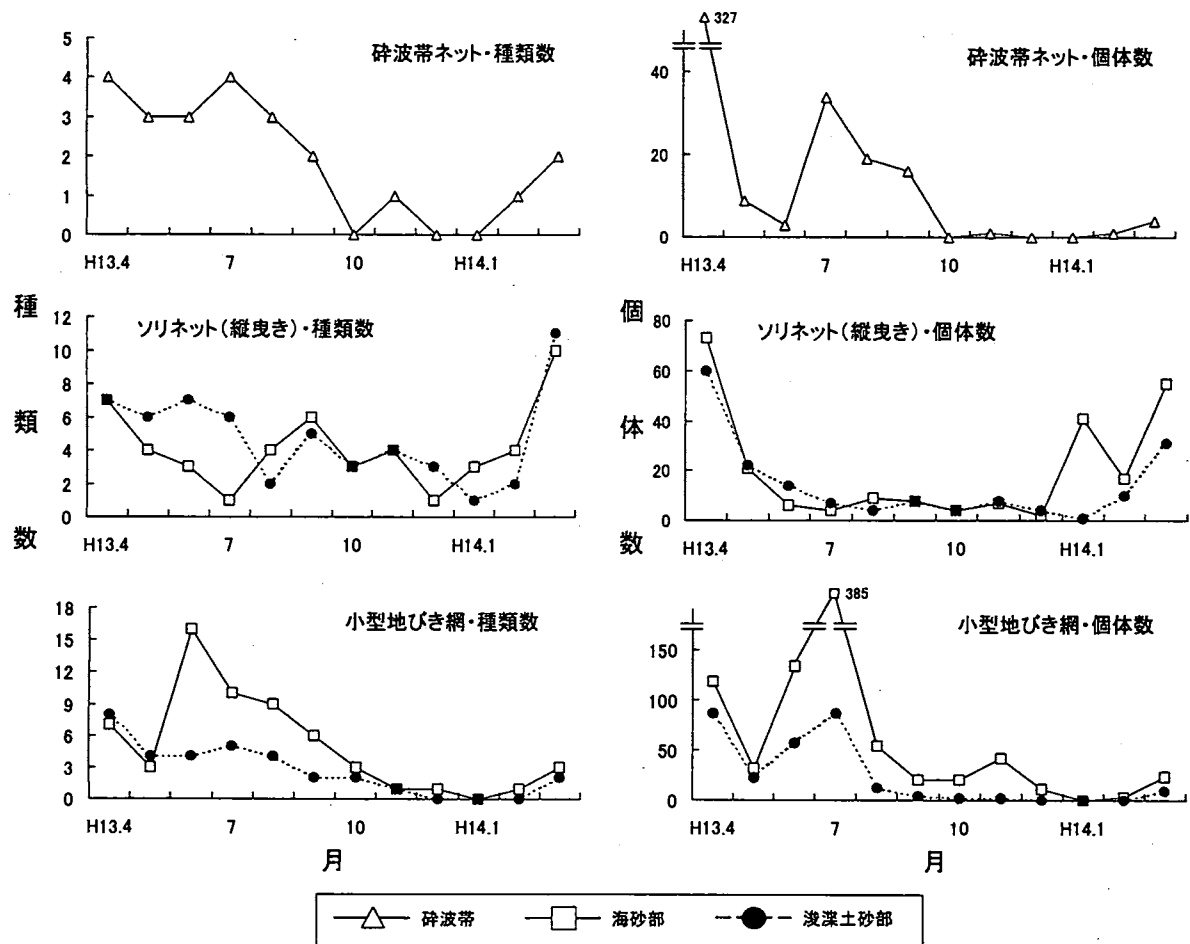 砕波帯ネット・種類数
5
4
3
2
1
0
H13.4 7 10 H14.1
砕波帯ネット・個体数
327
40
20
0
H13.4 7 10 H14.1
種類数
ソリネット(縦曳き)・種類数
12
10
8
6
4
2
0
H13.4 7 10 H14.1
個体数
ソリネット(縦曳き)・個体数
80
60
40
20
0
H13.4 7 10 H14.1
小型地びき網・種類数
18
15
12
9
6
3
0
H13.4 7 10 H14.1
月
小型地びき網・個体数
385
150
100
50
0
H13.4 7 10 H14.1
月
砕波帯 海砂部 浚渫土砂部